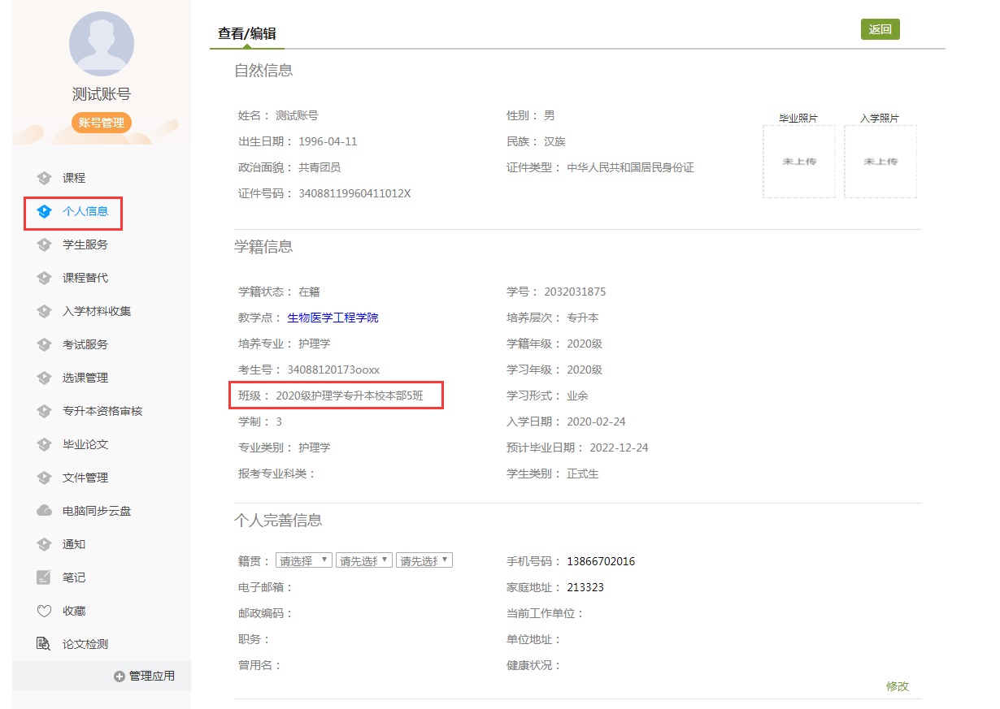 测试账号
账号管理
课程
个人信息
学生服务
课程替代
入学材料收集
考试服务
选课管理
专升本资格审核
毕业论文
文件管理
电脑同步云盘
通知
笔记
收藏
论文检测
管理应用
查看/编辑
返回
自然信息
姓名： 测试账号 性别： 男
出生日期： 1996-04-11 民族： 汉族
政治面貌： 共青团员 证件类型： 中华人民共和国居民身份证
证件号码： 34088119960411012X
毕业照片 入学照片
未上传 未上传
学籍信息
学籍状态： 在籍 学号： 2032031875
教学点： 生物医学工程学院 培养层次： 专升本
培养专业： 护理学 学籍年级： 2020级
考生号： 34088120173ooxx 学习年级： 2020级
班级： 2020级护理学专升本校本部5班 学习形式： 业余
学制： 3 入学日期： 2020-02-24
专业类别： 护理学 预计毕业日期： 2022-12-24
报考专业科类： 学生类别： 正式生
个人完善信息
籍贯： 请选择 请先选择 请先选择 手机号码： 13866702016
电子邮箱： 家庭地址： 213323
邮政编码： 当前工作单位：
职务： 单位地址：
曾用名： 健康状况：
修改